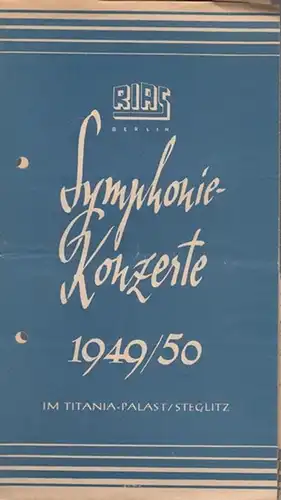 RIAS
BERLIN
Symphonie-
Konzerte
1949/50
IM TITANIA-PALAST/STEGLITZ